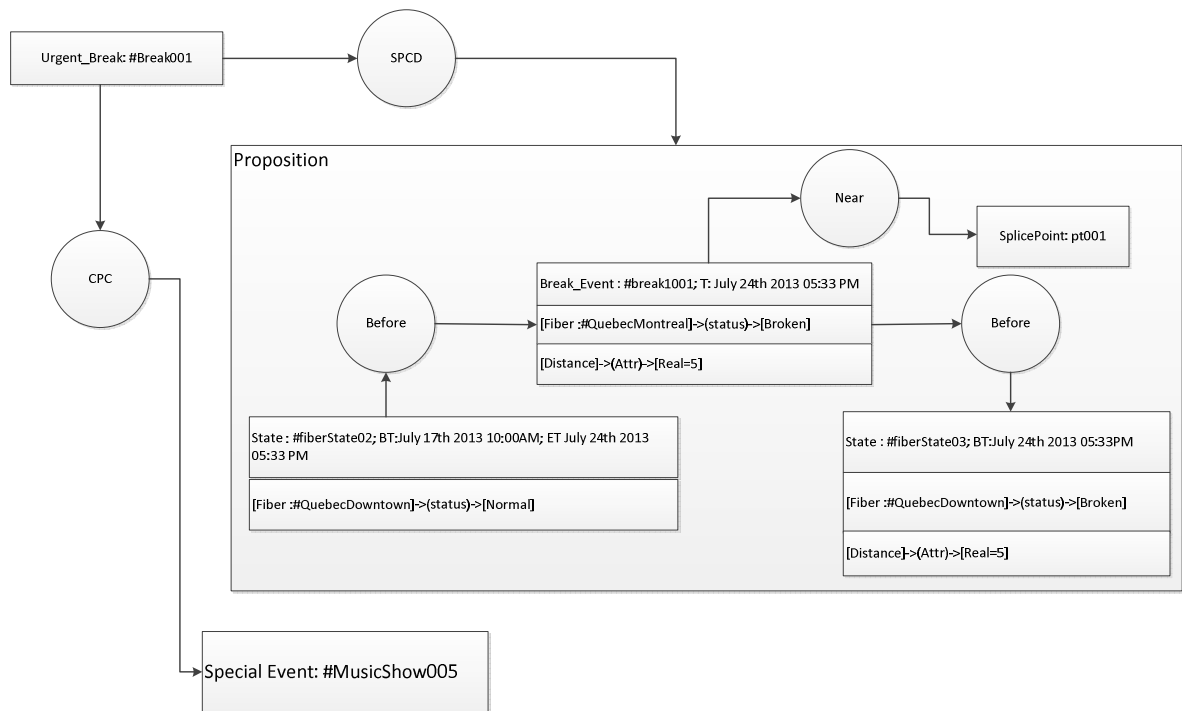 Urgent_Break: #Break001
SPCD
Proposition
Near
SplicePoint: pt001
CPC
Before
Break_Event : #break1001; T: July 24th 2013 05:33 PM
[Fiber :#QuebecMontreal]->(status)->[Broken]
[Distance]->(Attr)->[Real=5]
Before
State : #fiberState02; BT:July 17th 2013 10:00AM; ET July 24th 2013
05:33 PM
[Fiber :#QuebecDowntown]->(status)->[Normal]
State : #fiberState03; BT:July 24th 2013 05:33PM
[Fiber :#QuebecDowntown]->(status)->[Broken]
[Distance]->(Attr)->[Real=5]
Special Event: #MusicShow005